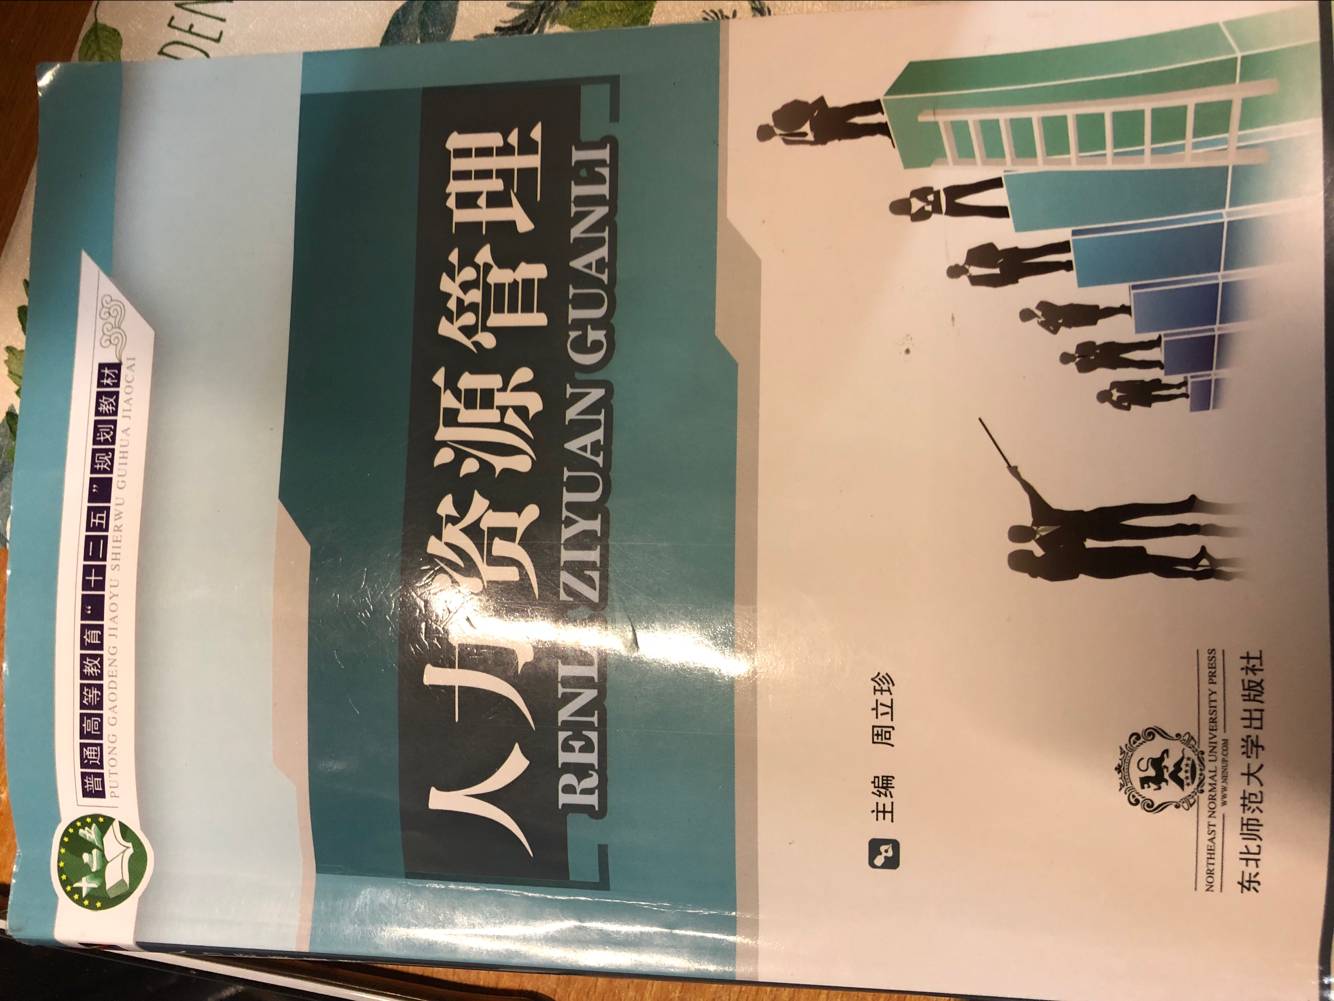 十二五
普通高等教育“十二五”规划教材
PUTONG GAODENG JIAOYU SHIERWU GUIHUA JIAOCAI
DEN
人力资源管理
RENL ZIYUAN GUANLI
主编 周立珍
NORTHEAST NORMAL UNIVERSITY PRESS
WWW.NENUP.COM
东北师范大学出版社